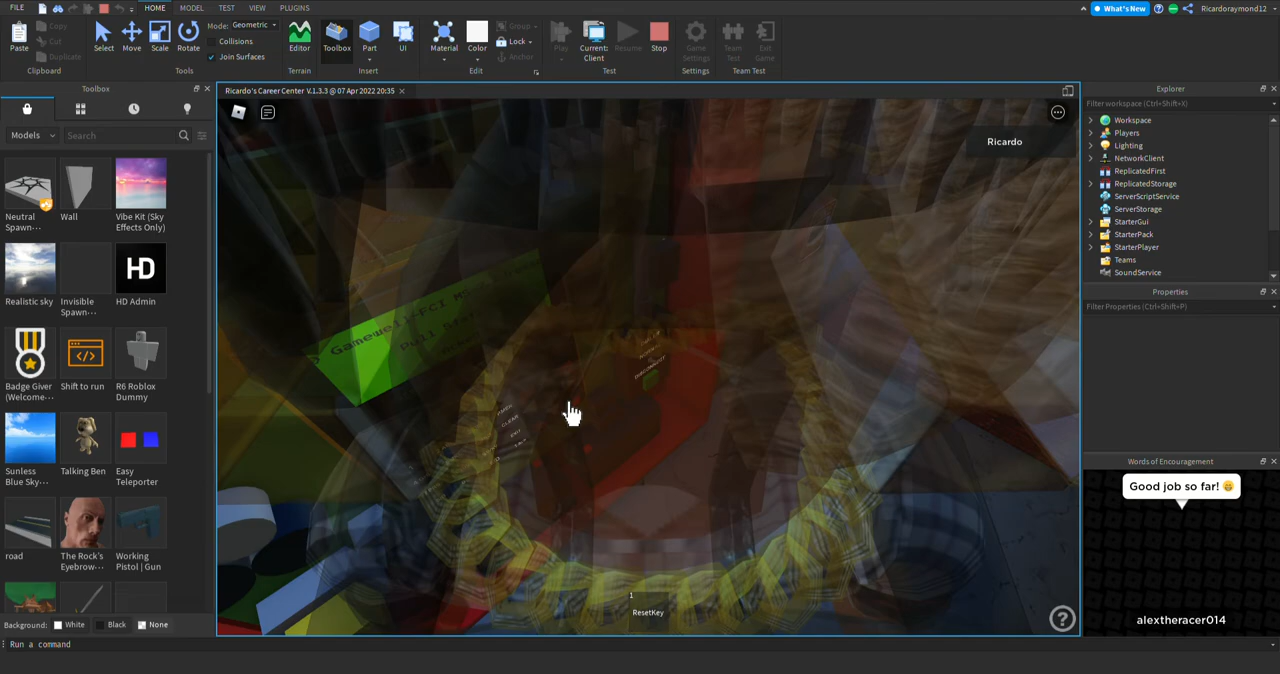 FILE HOME MODEL TEST VIEW PLUGINS What's New Ricardoraymond12
Paste
Copy
Cut
Duplicate
Clipboard
Select Move Scale Rotate
Mode: Geometric
Collisions
Join Surfaces
Tools
Editor
Terrain
Toolbox Part UI
Insert
Material Color
Group
Lock
Anchor
Edit
Play Current: Client Resume Stop
Test
Game Settings
Settings
Team Test Exit Game
Team Test
Toolbox
Models Search
Neutral Spawn··· Wall Vibe Kit (Sky Effects Only)
HD
Realistic sky Invisible Spawn··· HD Admin
Badge Giver (Welcome··· Shift to run R6 Roblox Dummy
Sunless Blue Sky··· Talking Ben Easy Teleporter
road The Rock's Eyebrow··· Working Pistol | Gun
Background: White Black None
Run a command
Ricardo's Career Center V.1.3.3 @ 07 Apr 2022 20:35
Ricardo
Gamewell-FCI MS-
DISCONNECT
CLEAR
1
ResetKey
Explorer
Filter workspace (Ctrl+Shift+X)
Workspace
Players
Lighting
NetworkClient
ReplicatedFirst
ReplicatedStorage
ServerScriptService
ServerStorage
StarterGui
StarterPack
StarterPlayer
Teams
SoundService
Properties
Filter Properties (Ctrl+Shift+P)
Words of Encouragement
Good job so far! 😄
alextheracer014